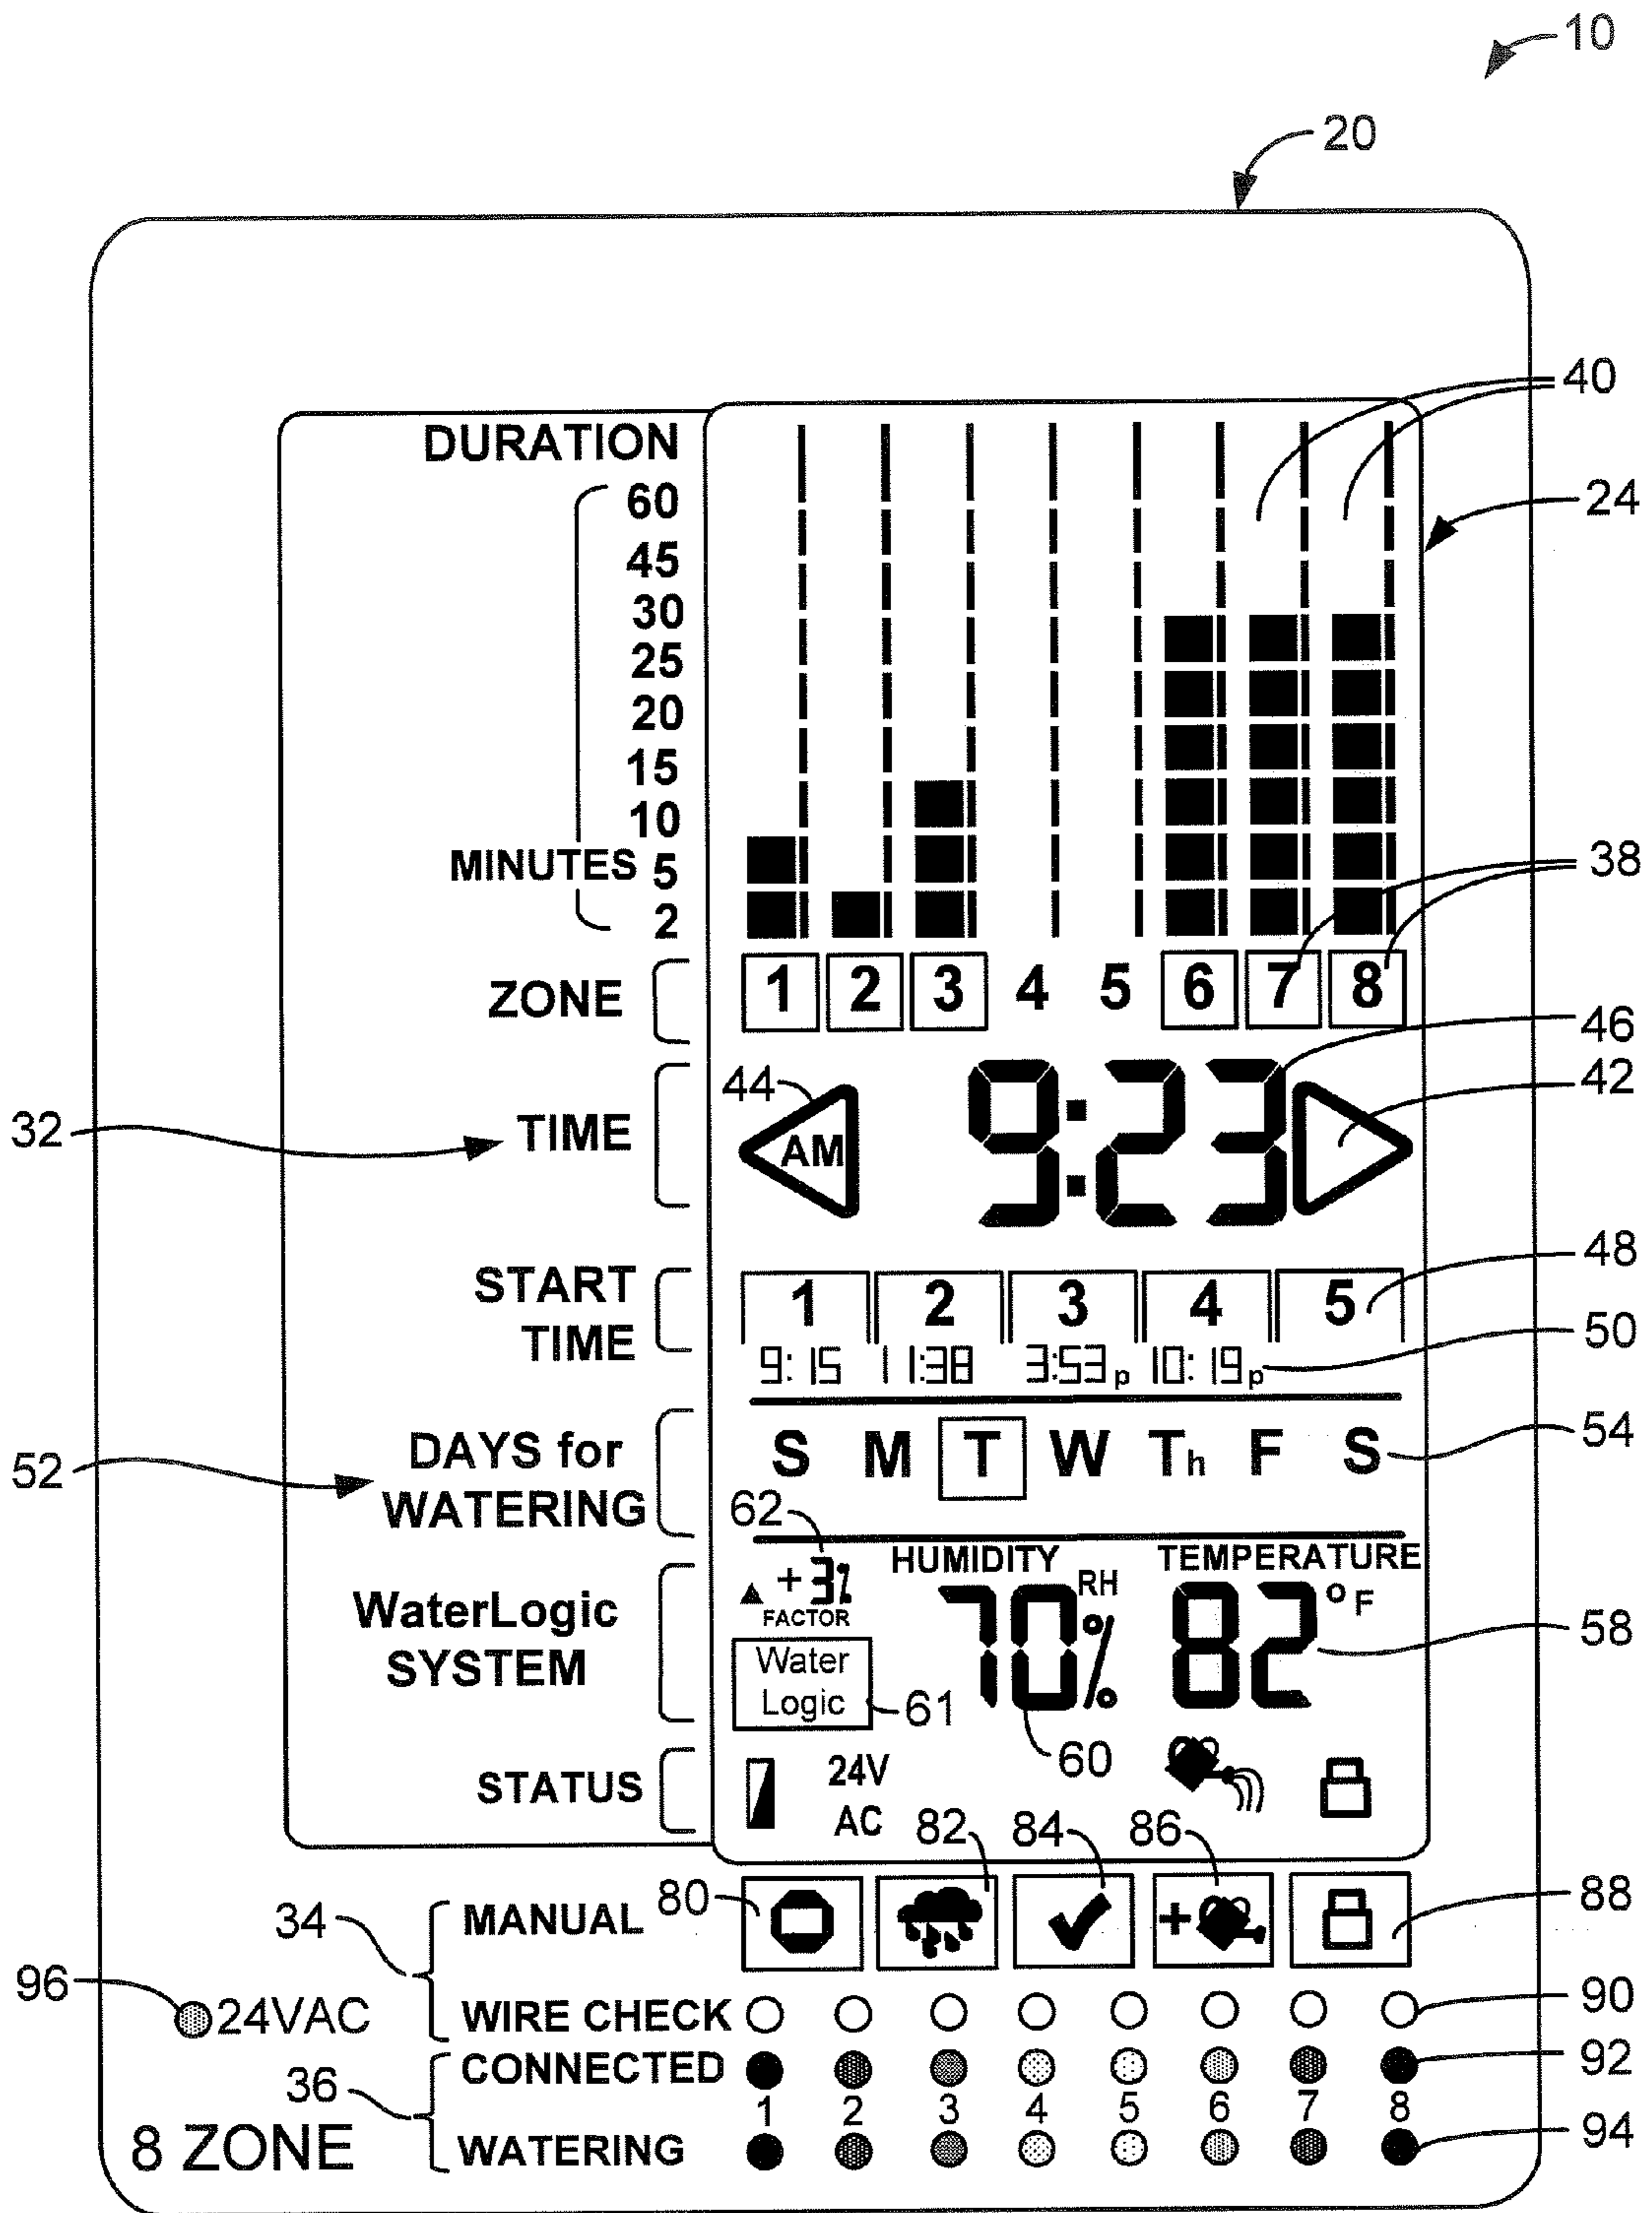 10
20
40
DURATION
60
24
45
30
25
20
15
10
MINUTES 5
38
2
ZONE 1 2 3 4 5 6 7 8
46
44
42
32 TIME AM 9:23
48
START TIME 1 2 3 4 5
50
9:15 11:38 3:53p 10:19p
54
52 DAYS for WATERING S M T W Th F S
62
HUMIDITY TEMPERATURE
+3%
FACTOR
WaterLogic SYSTEM
70% RH
82°F
58
Water
Logic
61
60
STATUS 24V
AC
82 84 86
34 MANUAL 80 88
+
96 24VAC WIRE CHECK 90
36 CONNECTED 92
1 2 3 4 5 6 7 8
8 ZONE WATERING 94